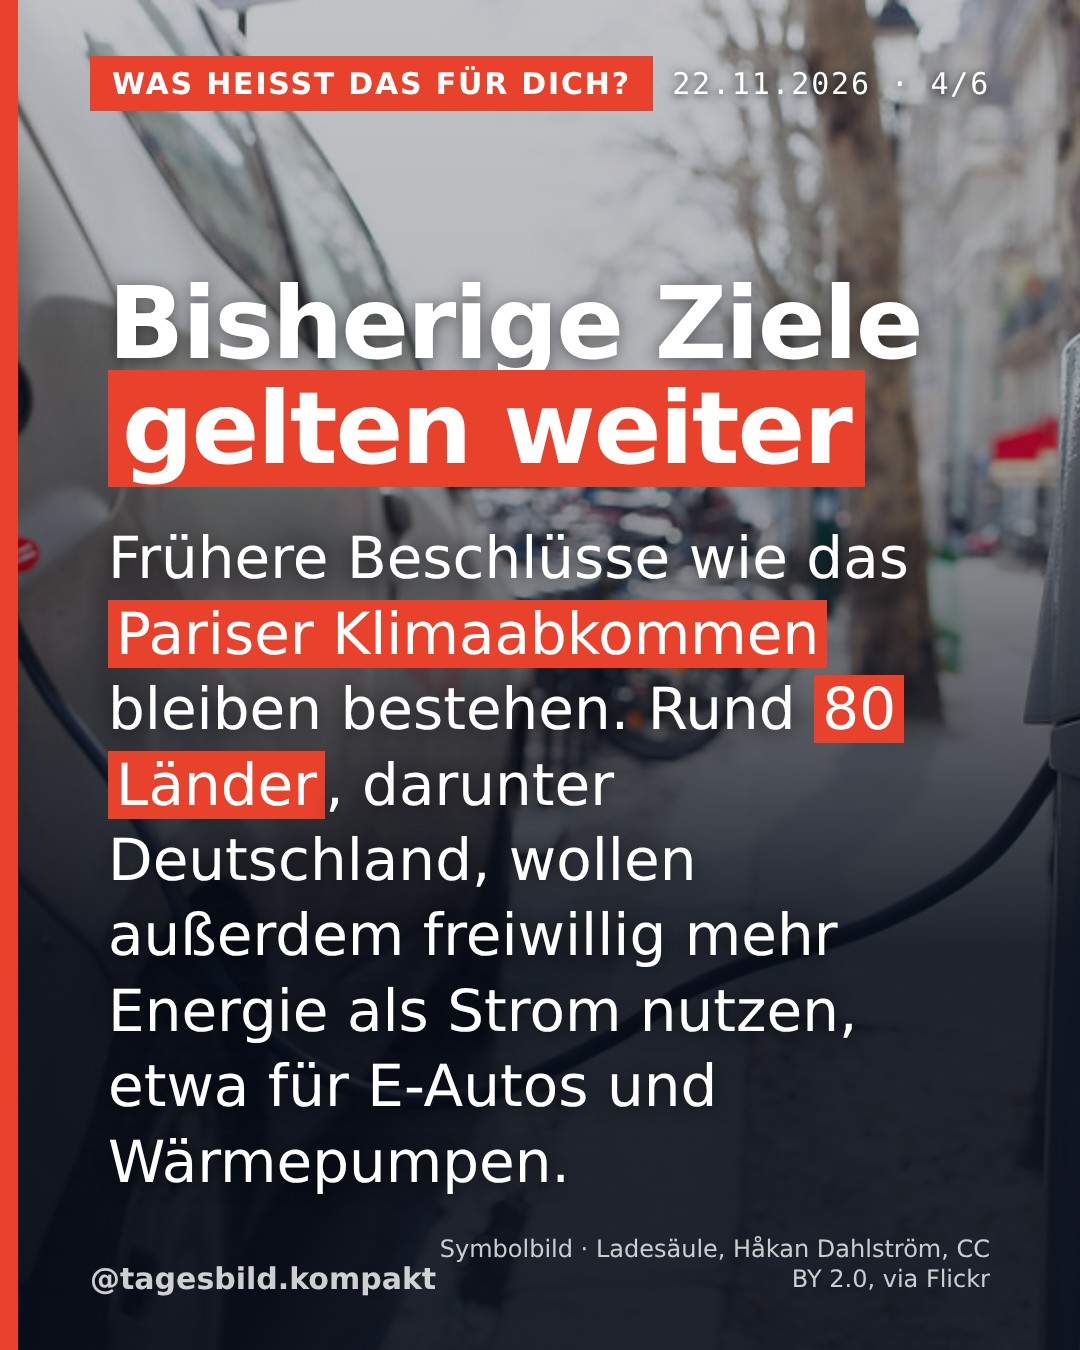 WAS HEISST DAS FÜR DICH?
22.11.2026 · 4/6
Bisherige Ziele
gelten weiter
Frühere Beschlüsse wie das
Pariser Klimaabkommen
bleiben bestehen. Rund 80
Länder, darunter
Deutschland, wollen
außerdem freiwillig mehr
Energie als Strom nutzen,
etwa für E-Autos und
Wärmepumpen.
@tagesbild.kompakt
Symbolbild · Ladesäule, Håkan Dahlström, CC
BY 2.0, via Flickr